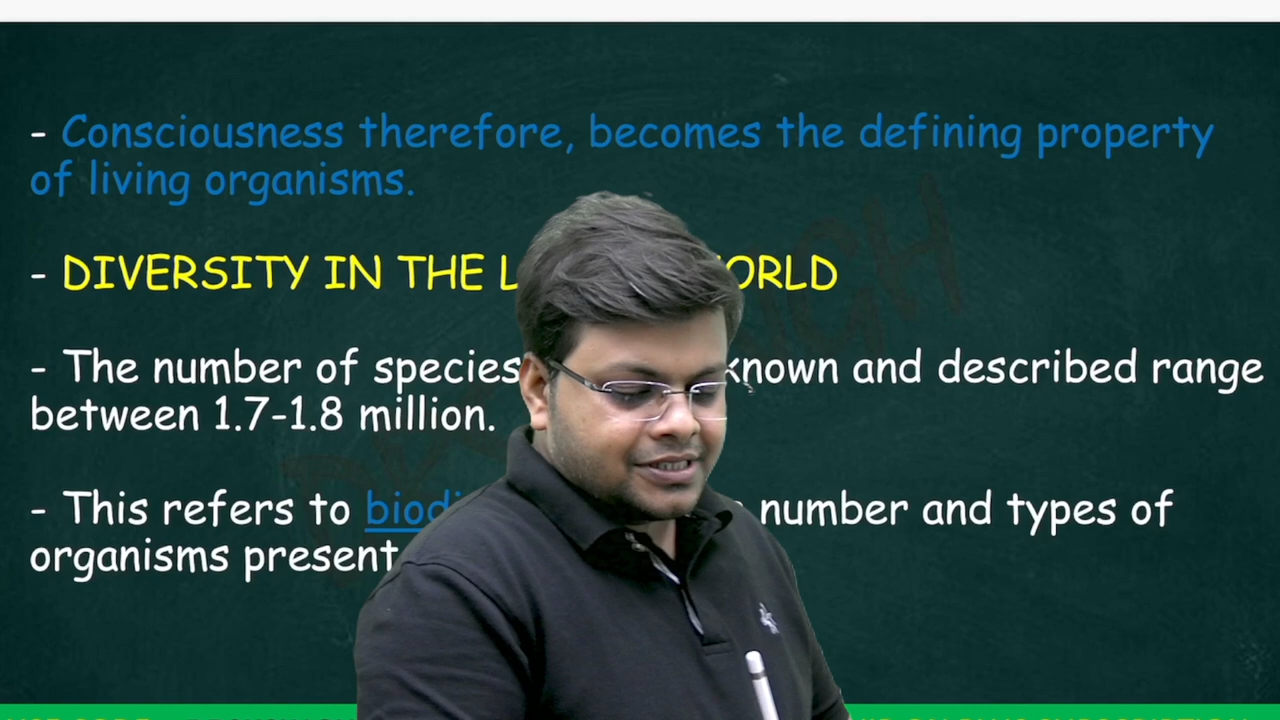 - Consciousness therefore, becomes the defining property
of living organisms.
- DIVERSITY IN THE L ORLD
- The number of species known and described range
between 1.7-1.8 million.
- This refers to biod number and types of
organisms present